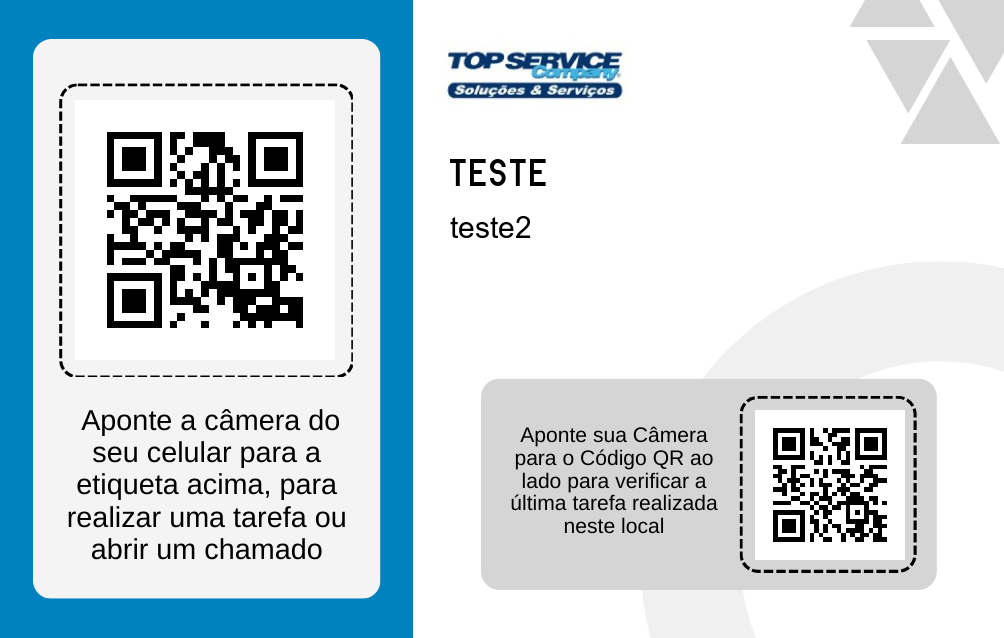 Aponte a câmera do
seu celular para a
etiqueta acima, para
realizar uma tarefa ou
abrir um chamado
TOP SERVICE
Company
Soluções & Serviços
TESTE
teste2
Aponte sua Câmera
para o Código QR ao
lado para verificar a
última tarefa realizada
neste local